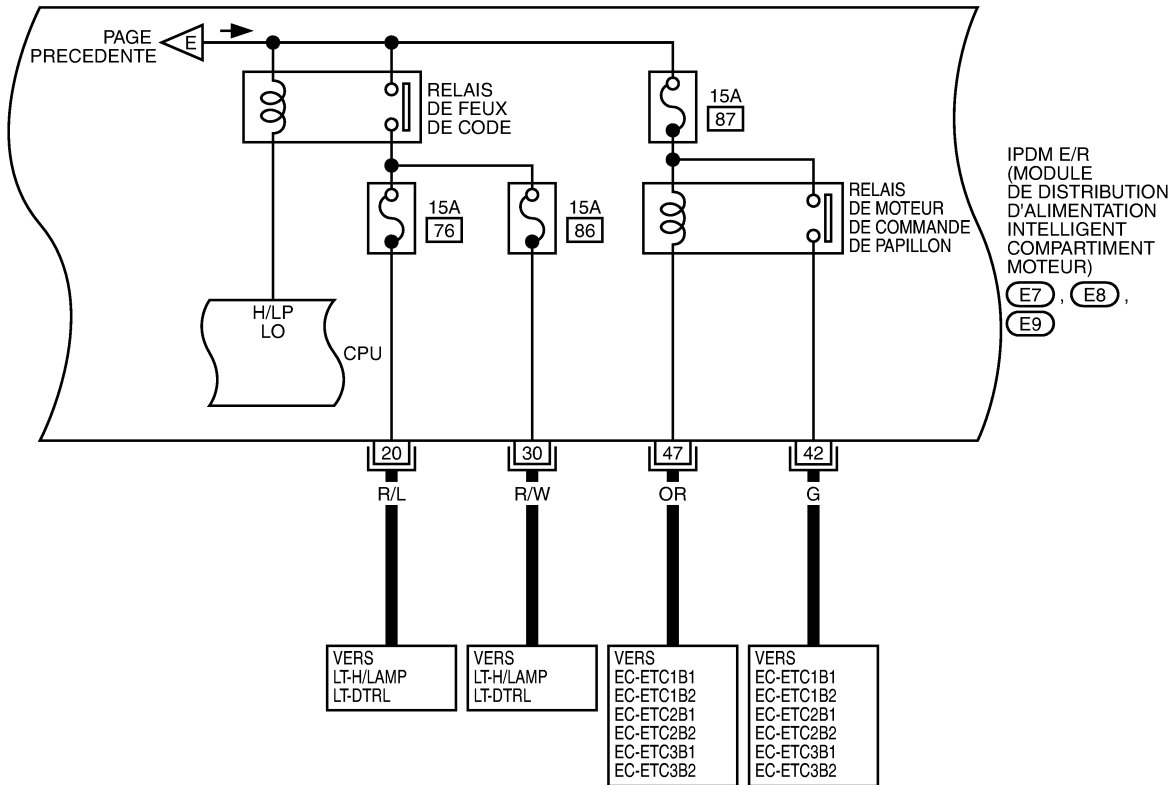 PAGE
PRECEDENTE
E
RELAIS
DE FEUX
DE CODE
15A
87
15A
76
15A
86
RELAIS
DE MOTEUR
DE COMMANDE
DE PAPILLON
IPDM E/R
(MODULE
DE DISTRIBUTION
D'ALIMENTATION
INTELLIGENT
COMPARTIMENT
MOTEUR)
E7 , E8 ,
E9
H/LP
LO
CPU
20
30
47
42
R/L
R/W
OR
G
VERS
LT-H/LAMP
LT-DTRL
VERS
LT-H/LAMP
LT-DTRL
VERS
EC-ETC1B1
EC-ETC1B2
EC-ETC2B1
EC-ETC2B2
EC-ETC3B1
EC-ETC3B2
VERS
EC-ETC1B1
EC-ETC1B2
EC-ETC2B1
EC-ETC2B2
EC-ETC3B1
EC-ETC3B2